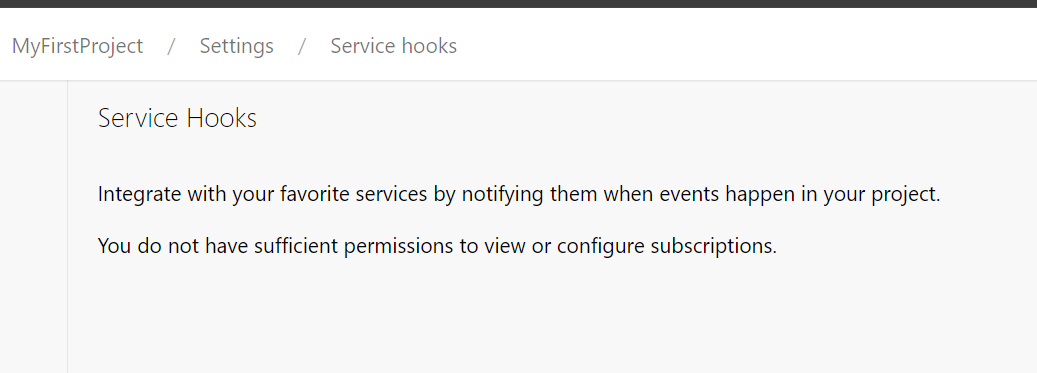 MyFirstProject / Settings / Service hooks
Service Hooks
Integrate with your favorite services by notifying them when events happen in your project.
You do not have sufficient permissions to view or configure subscriptions.